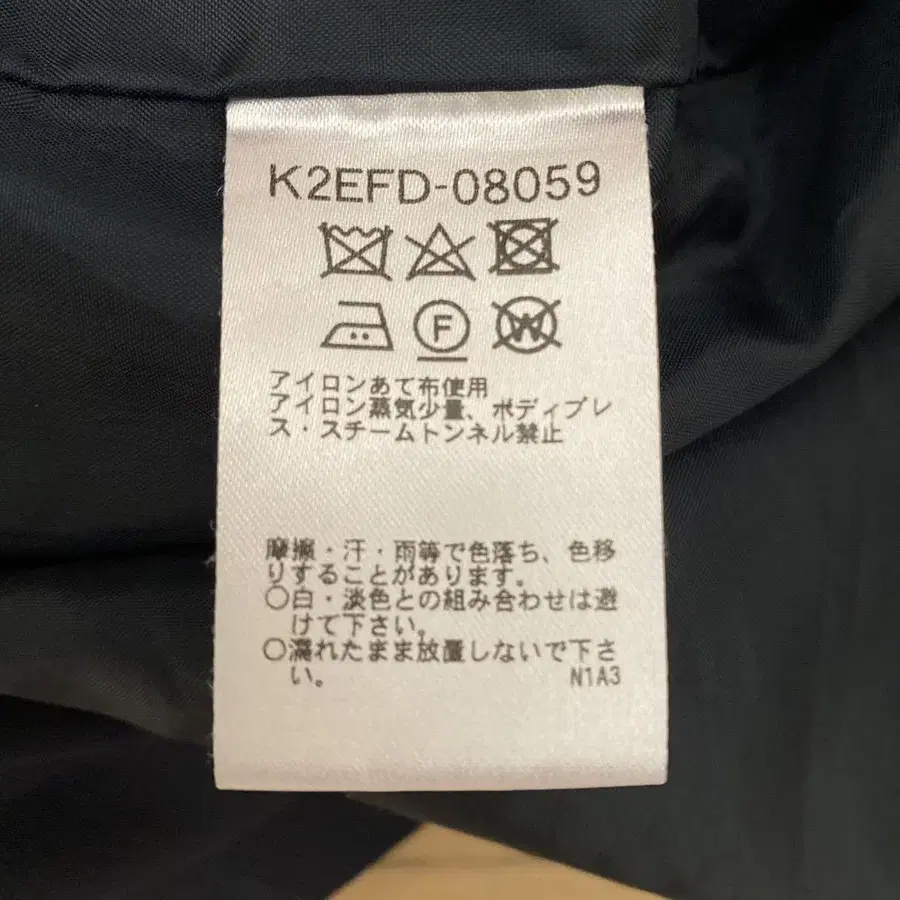 K2EFD-08059
F
W
アイロンあて布使用
アイロン蒸気少量、ボディプレ
ス・スチームトンネル禁止
摩擦・汗・雨等で色落ち、色移
りすることがあります。
○白・淡色との組み合わせは避
けて下さい。
○濡れたまま放置しないで下さ
い。
N1A3